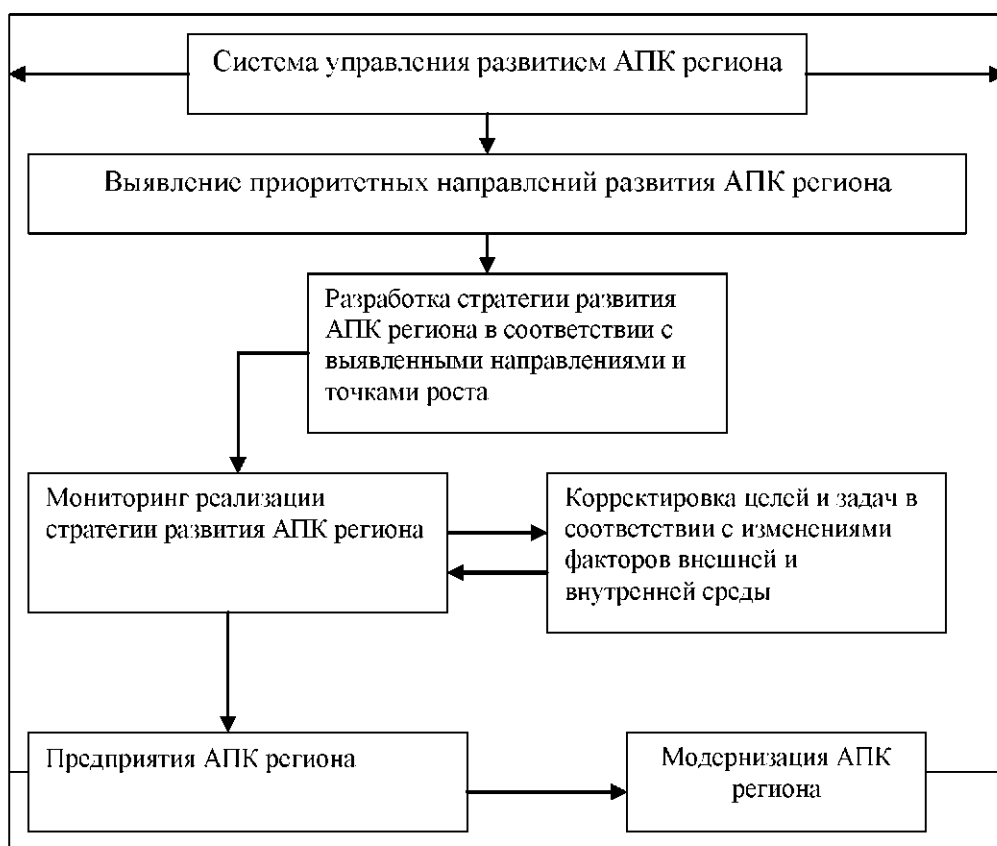 Система управления развитием АПК региона
Выявление приоритетных направлений развития АПК региона
Разработка стратегии развития
АПК региона в соответствии с
выявленными направлениями и
точками роста
Мониторинг реализации
стратегии развития АПК региона
Корректировка целей и задач в
соответствии с изменениями
факторов внешней и
внутренней среды
Предприятия АПК региона
Модернизация АПК
региона